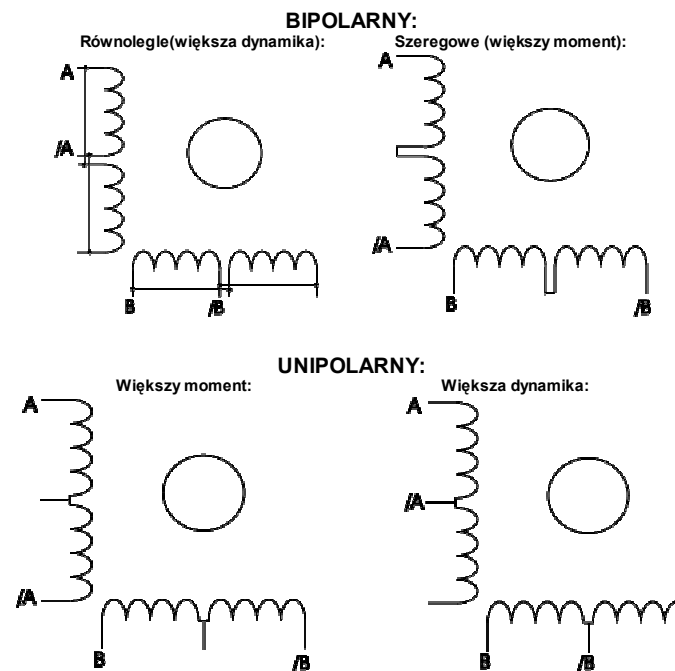 BIPOLARNY:
Równolegle(większa dynamika):
Szeregowe (większy moment):
A
/A
B
/B
A
/A
B
/B
UNIPOLARNY:
Większy moment:
Większa dynamika:
A
/A
B
/B
A
/A
B
/B